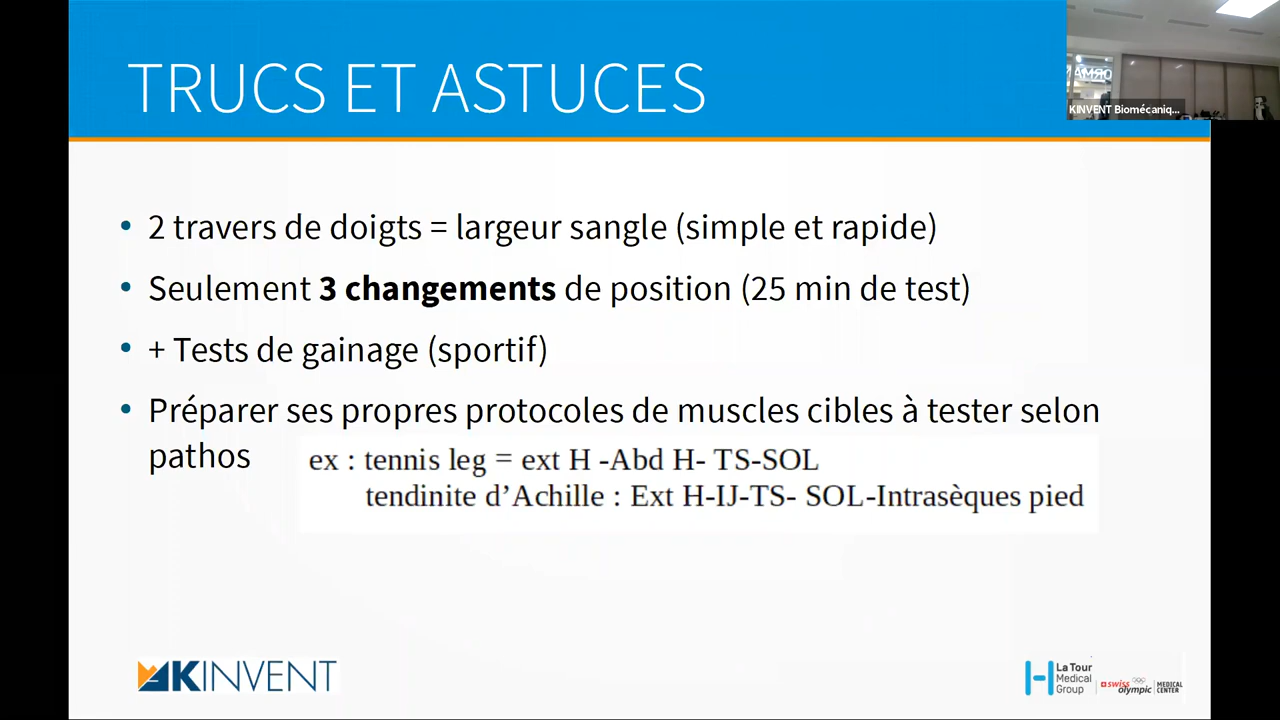 TRUCS ET ASTUCES
KINVENT Biomécaniq...
• 2 travers de doigts = largeur sangle (simple et rapide)
• Seulement 3 changements de position (25 min de test)
• + Tests de gainage (sportif)
• Préparer ses propres protocoles de muscles cibles à tester selon
pathos
ex : tennis leg = ext H -Abd H- TS-SOL
tendinite d’Achille : Ext H-IJ-TS- SOL-Intrasèques pied
KINVENT
La Tour
Medical
Group
swiss
olympic
MEDICAL
CENTER